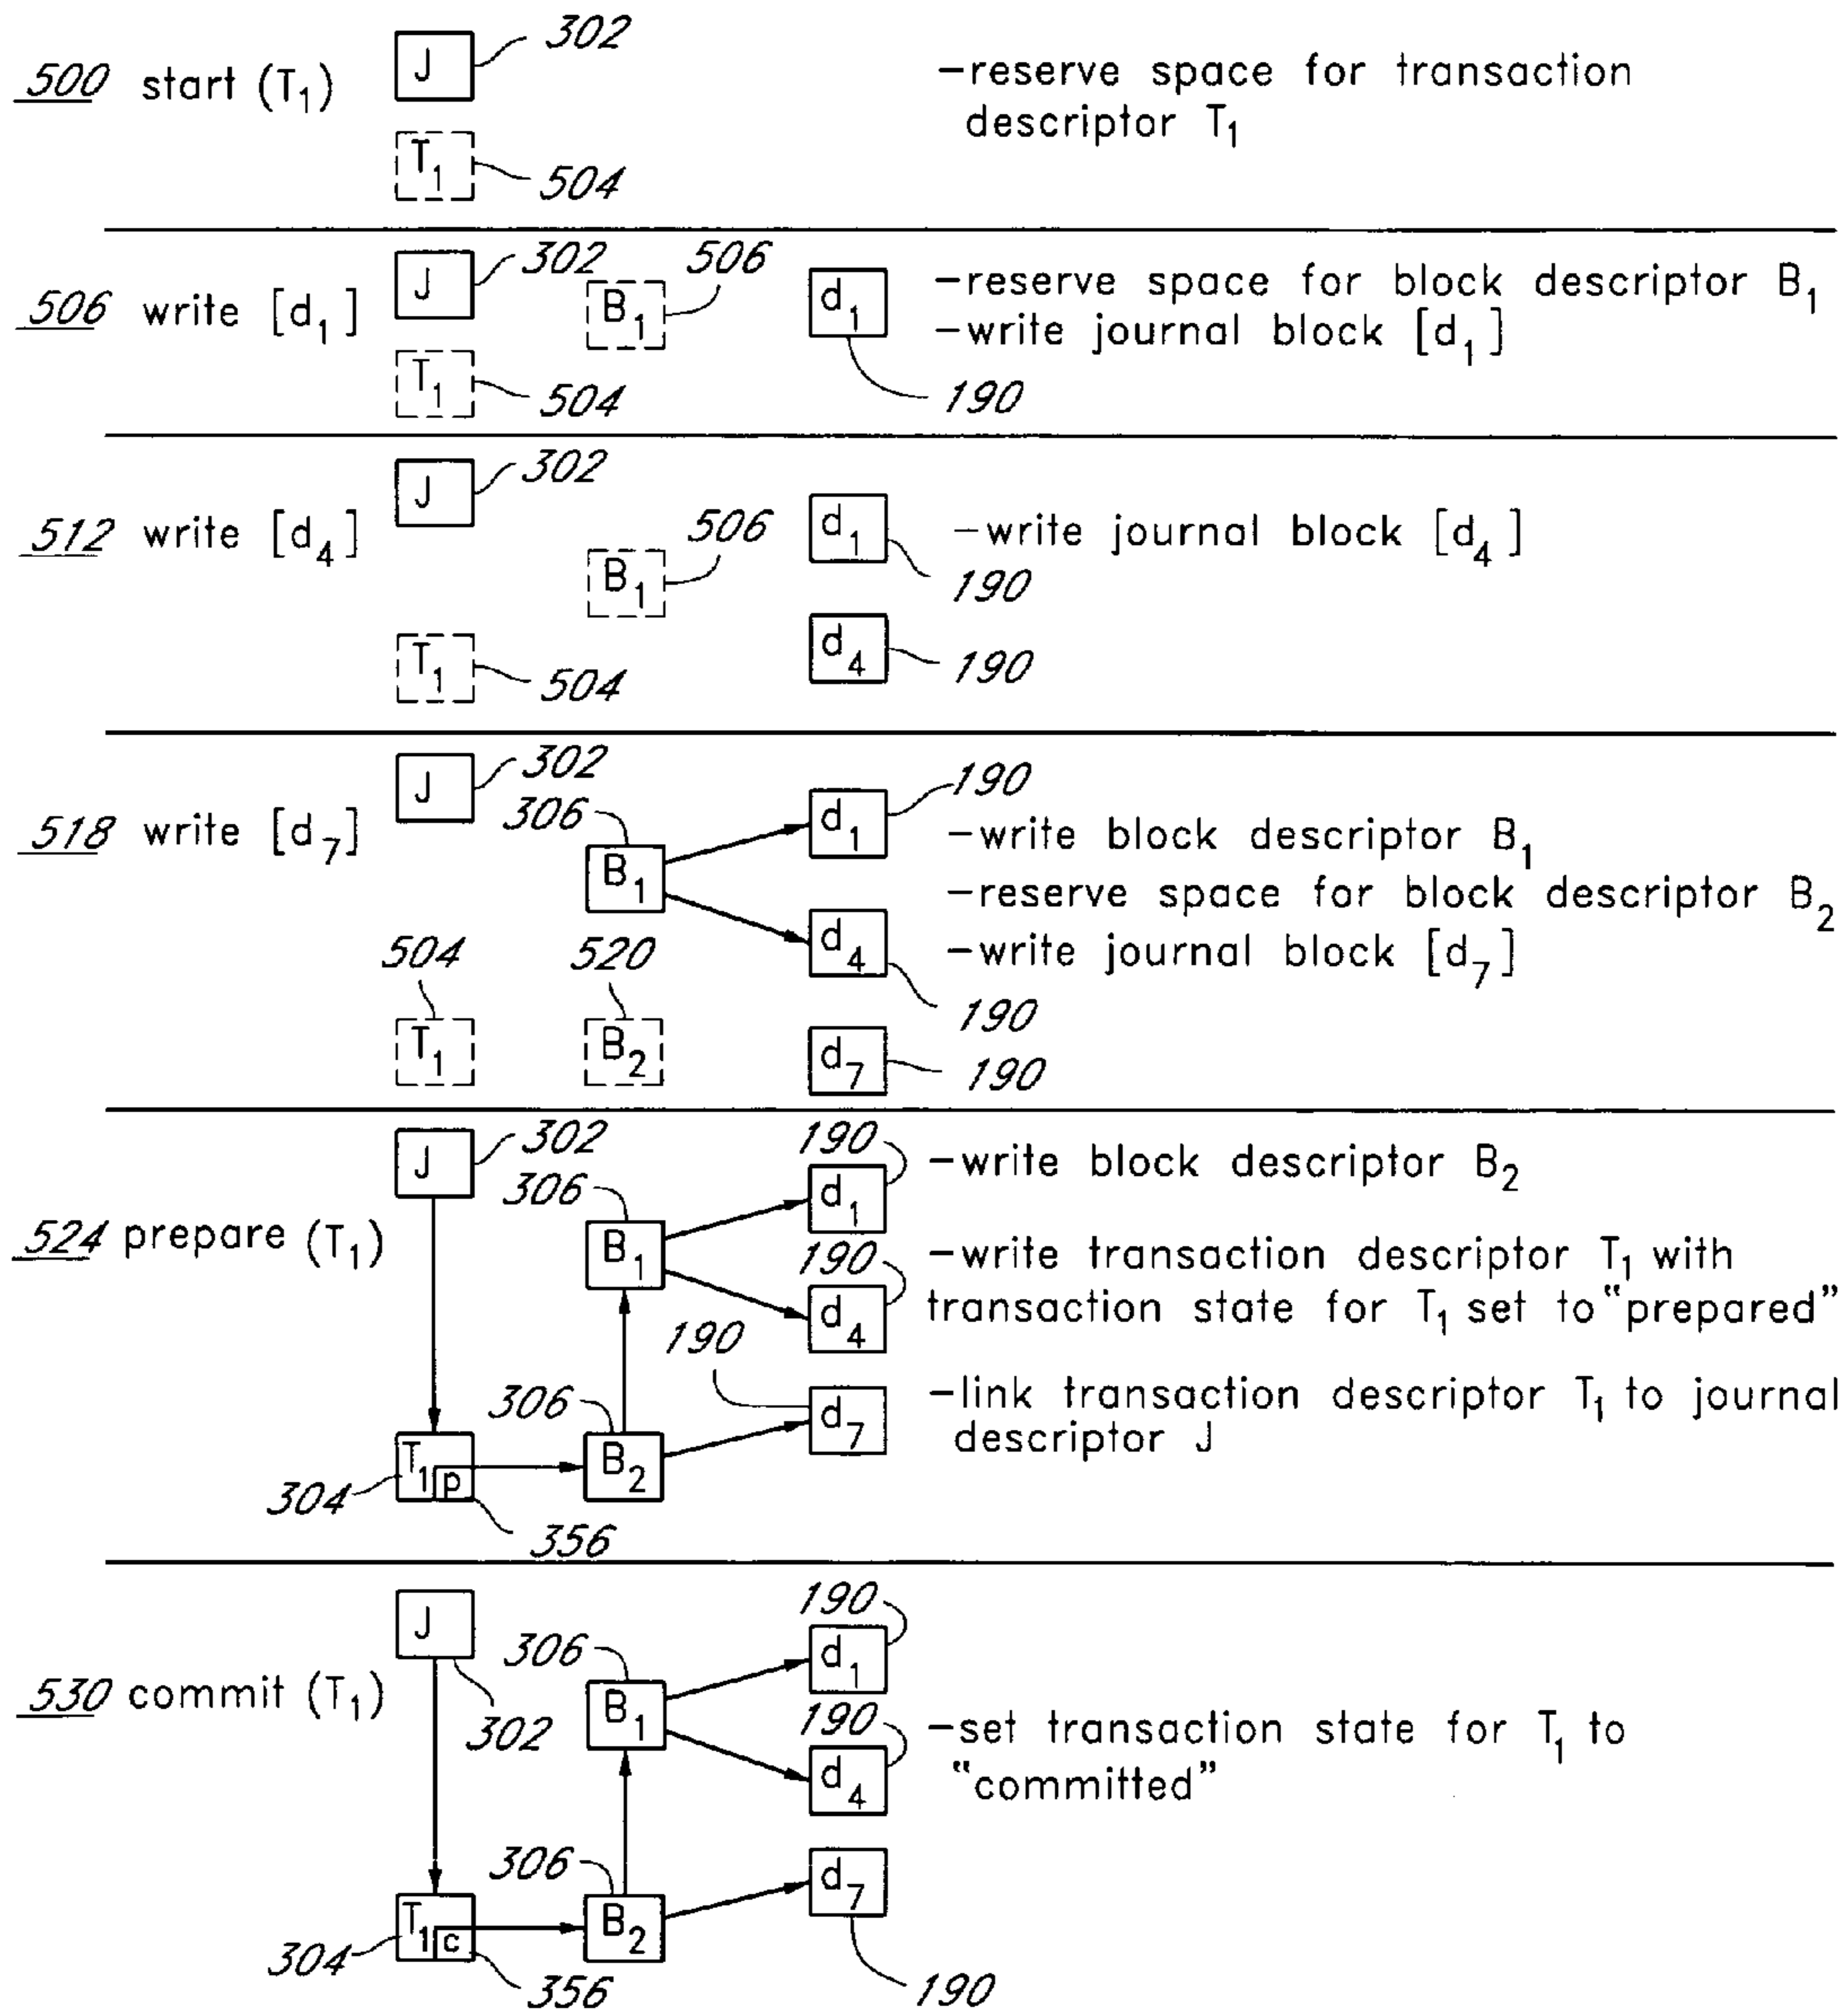 302
J
500 start (T₁)
–reserve space for transaction
descriptor T₁
T₁
504
302
506
J
B₁
d₁
–reserve space for block descriptor B₁
506 write [d₁]
–write journal block [d₁]
T₁
504
190
302
J
506
d₁
–write journal block [d₄]
512 write [d₄]
B₁
190
T₁
504
d₄
190
302
J
190
306
d₁
518 write [d₇]
–write block descriptor B₁
B₁
–reserve space for block descriptor B₂
504
520
d₄
–write journal block [d₇]
190
T₁
B₂
d₇
190
302
J
190
–write block descriptor B₂
306
d₁
524 prepare (T₁)
B₁
190
–write transaction descriptor T₁ with
transaction state for T₁ set to "prepared"
d₄
190
306
d₇
–link transaction descriptor T₁ to journal
descriptor J
T₁ p
B₂
304
356
J
190
306
d₁
530 commit (T₁)
302
B₁
190
–set transaction state for T₁ to
"committed"
d₄
306
d₇
T₁ c
B₂
304
356
190